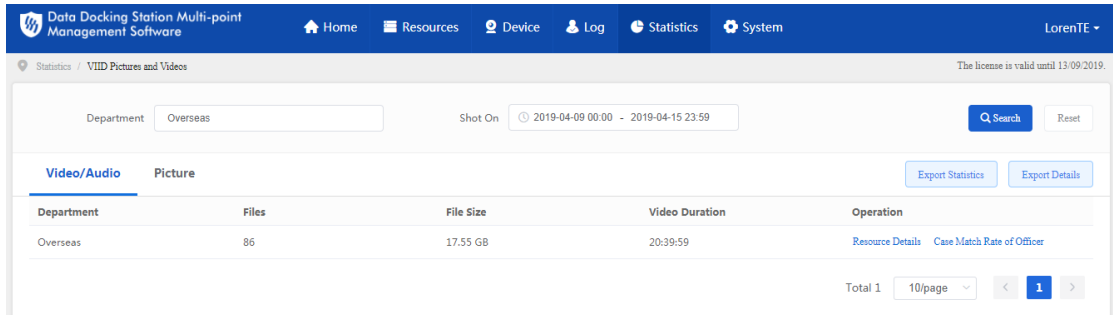 Data Docking Station Multi-point
Management Software
Home Resources Device Log Statistics System LorenTE
Statistics / VIID Pictures and Videos The license is valid until 13/09/2019.
Department Overseas Shot On 2019-04-09 00:00 - 2019-04-15 23:59 Search Reset
Video/Audio Picture Export Statistics Export Details
Department Files File Size Video Duration Operation
Overseas 86 17.55 GB 20:39:59 Resource Details Case Match Rate of Officer
Total 1 10/page < 1 >